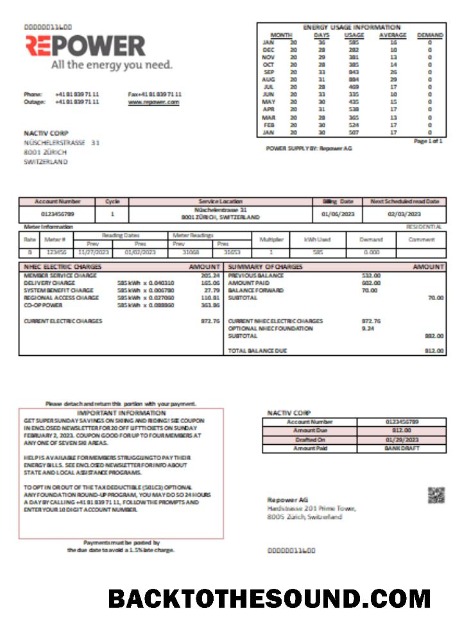 00000011600
REPOWER
All the energy you need.
Phone: +41 81 839 71 11 Fax+41 81 839 71 11
Outage: +41 81 839 71 11 www.repower.com
NACTIV CORP
NÜSCHELERSTRASSE 31
8001 ZÜRICH
SWITZERLAND
ENERGY USAGE INFORMATION
MONTH DAYS USAGE AVERAGE DEMAND
JAN 30 36 585 16 0
DEC 20 28 282 10 0
NOV 20 29 381 13 0
OCT 20 28 385 14 0
SEP 20 33 843 26 0
AUG 20 31 884 29 0
JUL 20 28 469 17 0
JUN 20 33 335 10 0
MAY 20 30 435 15 0
APR 20 31 538 17 0
MAR 20 28 365 13 0
FEB 20 30 524 17 0
JAN 20 30 507 17 0
Page 1 of 1
POWER SUPPLY BY: Repower AG
Account Number Cycle Service Location Billing Date Next Scheduled read Date
0123456789 1 Nüschelerstrasse 31 01/06/2023 02/03/2023
8001 ZÜRICH, SWITZERLAND
Meter Information RESIDENTIAL
Rate Meter # Reading Dates Meter Readings Multiplier kWh Used Demand Comment
Prev Pres Prev Pres
R 123456 11/27/2023 01/02/2023 31068 31653 1 585 0.000
NHEC ELECTRIC CHARGES AMOUNT
MEMBER SERVICE CHARGE 205.24
DELIVERY CHARGE 585 kWh x 0.040310 165.06
SYSTEM BENEFIT CHARGE 585 kWh x 0.006780 27.79
REGIONAL ACCESS CHARGE 585 kWh x 0.027060 110.81
CO-OP POWER 585 kWh x 0.088860 363.86
CURRENT ELECTRIC CHARGES 872.76
SUMMARY OF CHARGES AMOUNT
PREVIOUS BALANCE 532.00
AMOUNT PAID 602.00
BALANCE FORWARD 70.00
SUBTOTAL 70.00
CURRENT NHEC ELECTRIC CHARGES 872.76
OPTIONAL NHEC FOUNDATION 9.24
SUBTOTAL 882.00
TOTAL BALANCE DUE 812.00
Please detach and return this portion with your payment.
IMPORTANT INFORMATION
GET SUPER SUNDAY SAVINGS ON SKIING AND RIDING! SEE COUPON
IN ENCLOSED NEWSLETTER FOR $30 OFF LIFT TICKETS ON SUNDAY
FEBRUARY 2, 2023. COUPON GOOD FOR UP TO FOUR MEMBERS AT
ANY ONE OF SEVEN SKI AREAS.
HELP IS AVAILABLE FOR MEMBERS STRUGGLING TO PAY THEIR
ENERGY BILLS. SEE ENCLOSED NEWSLETTER FOR INFO ABOUT
STATE AND LOCAL ASSISTANCE PROGRAMS.
TO OPT IN OR OUT OF THE TAX DEDUCTIBLE (501C3) OPTIONAL
ANY FOUNDATION ROUND-UP PROGRAM, YOU MAY DO SO 24 HOURS
A DAY BY CALLING +41 81 839 71 11, FOLLOW THE PROMPTS AND
ENTER YOUR 10 DIGIT ACCOUNT NUMBER.
Payments must be posted by
the due date to avoid a 1.5% late charge.
NACTIV CORP
Account Number 0123456789
Amount Due 812.00
Drafted On 01/29/2023
Amount Paid BANK DRAFT
Repower AG
Hardstrasse 201 Prime Tower,
8005 Zurich, Switzerland
00000011600
BACKTOTHESOUND.COM